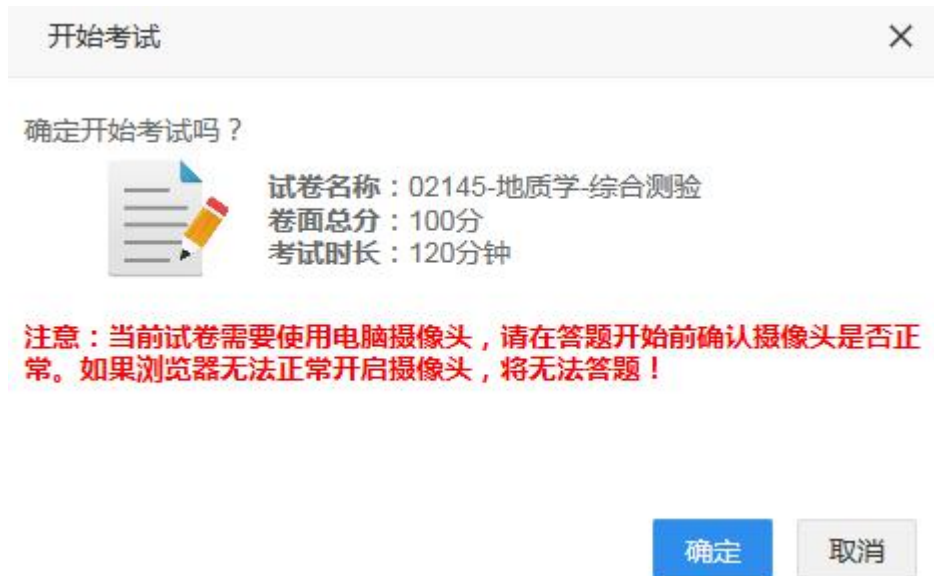 开始考试
确定开始考试吗？
试卷名称：02145-地质学-综合测验
卷面总分：100分
考试时长：120分钟
注意：当前试卷需要使用电脑摄像头，请在答题开始前确认摄像头是否正
常。如果浏览器无法正常开启摄像头，将无法答题！
确定
取消